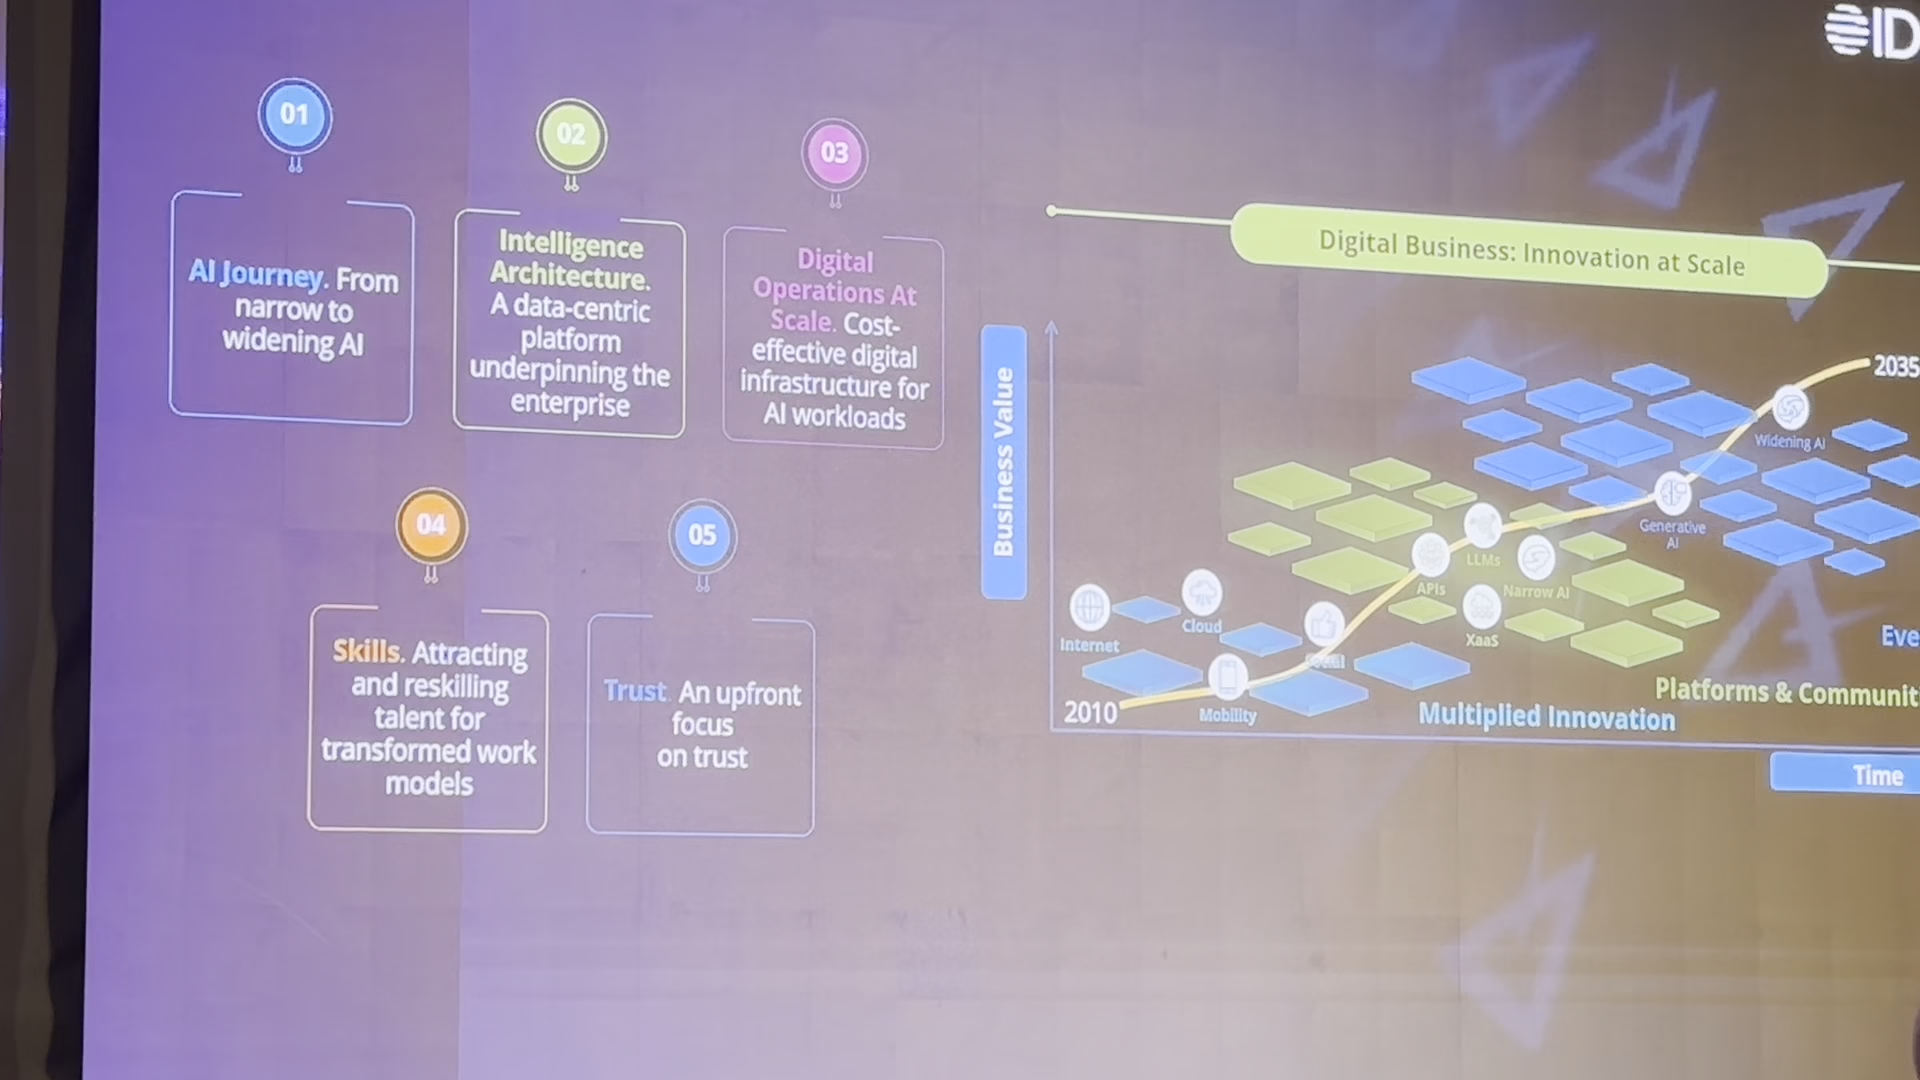 01
AI Journey. From
narrow to
widening AI
02
Intelligence
Architecture.
A data-centric
platform
underpinning the
enterprise
03
Digital
Operations At
Scale. Cost-
effective digital
infrastructure for
AI workloads
04
Skills. Attracting
and reskilling
talent for
transformed work
models
05
Trust. An upfront
focus
on trust
ID
Digital Business: Innovation at Scale
Business Value
2035
Widening AI
Generative
AI
LLMs
APIs
Narrow AI
XaaS
Internet
Cloud
Social
Mobility
2010
Eve
Platforms & Communit
Multiplied Innovation
Time